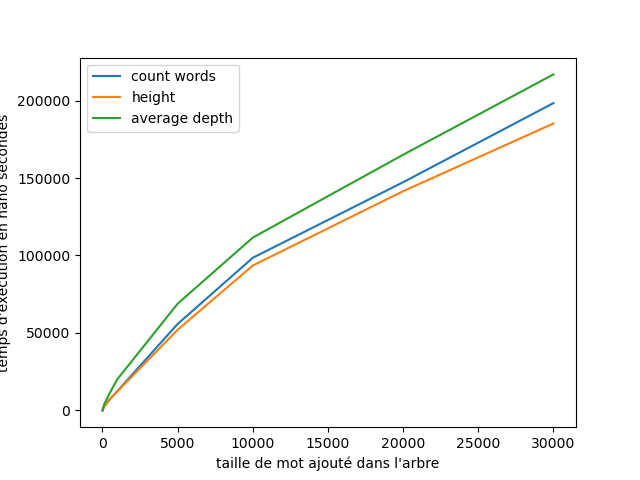 count words
height
average depth
200000
150000
100000
50000
0
temps d'execution en nano secondes
0
5000
10000
15000
20000
25000
30000
taille de mot ajouté dans l'arbre